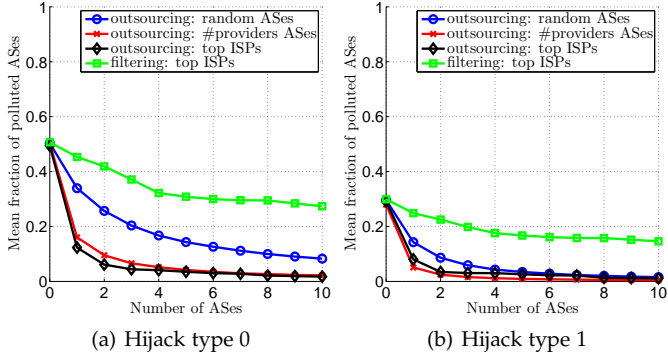 Mean fraction of polluted ASes
1
0.8
0.6
0.4
0.2
0
outsourcing: random ASes
outsourcing: #providers ASes
outsourcing: top ISPs
filtering: top ISPs
0 2 4 6 8 10
Number of ASes
(a) Hijack type 0
Mean fraction of polluted ASes
1
0.8
0.6
0.4
0.2
0
outsourcing: random ASes
outsourcing: #providers ASes
outsourcing: top ISPs
filtering: top ISPs
0 2 4 6 8 10
Number of ASes
(b) Hijack type 1